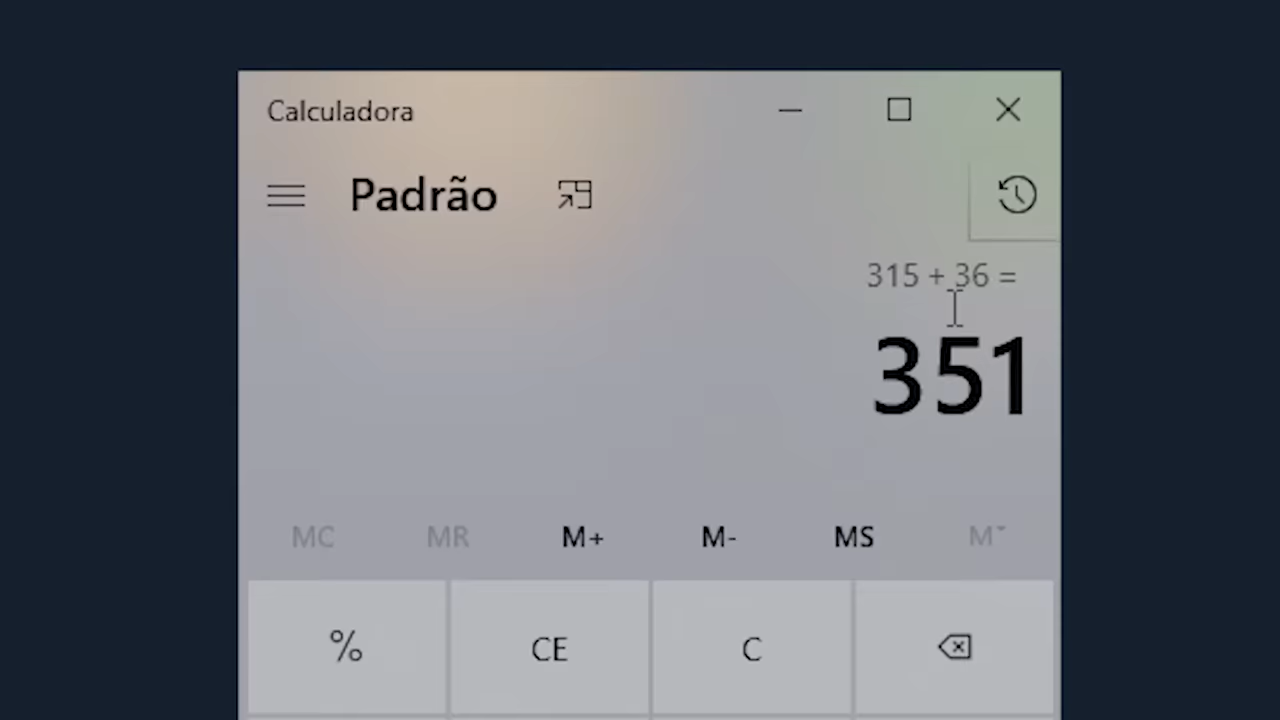 Calculadora
Padrão
315 + 36 =
351
MC MR M+ M- MS M˅
% CE C